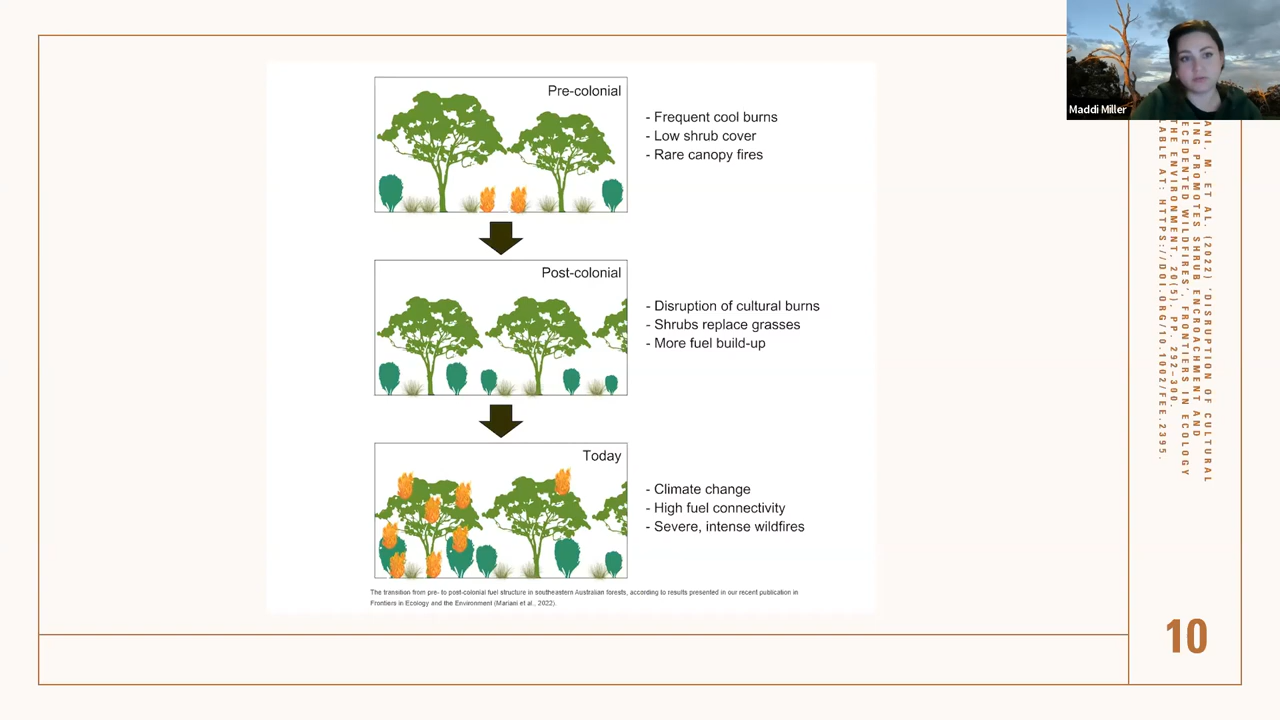 Pre-colonial
- Frequent cool burns
- Low shrub cover
- Rare canopy fires
Post-colonial
- Disruption of cultural burns
- Shrubs replace grasses
- More fuel build-up
Today
- Climate change
- High fuel connectivity
- Severe, intense wildfires
The transition from pre- to post-colonial fuel structure in southeastern Australian forests, according to results presented in our recent publication in
Frontiers in Ecology and the Environment (Mariani et al., 2022).
Maddi Miller
ANI. M. ET AL. (2022) 'DISRUPTION OF CULTURAL
ING PROMOTES SHRUB ENCROACHMENT AND
ECEDENTED WILDFIRES', FRONTIERS IN ECOLOGY
THE ENVIRONMENT, 20(5), PP. 292–300.
LABLE AT: HTTPS://DOI.ORG/10.1002/FEE.2395.
10